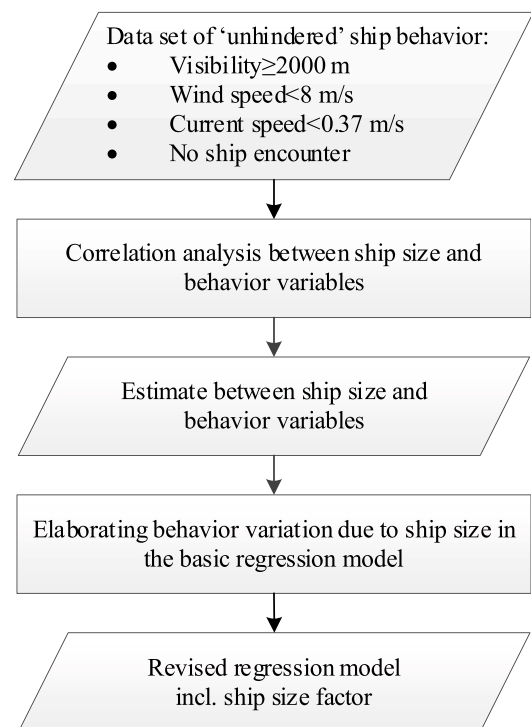 Data set of ‘unhindered’ ship behavior:
• Visibility≥2000 m
• Wind speed<8 m/s
• Current speed<0.37 m/s
• No ship encounter
Correlation analysis between ship size and
behavior variables
Estimate between ship size and
behavior variables
Elaborating behavior variation due to ship size in
the basic regression model
Revised regression model
incl. ship size factor